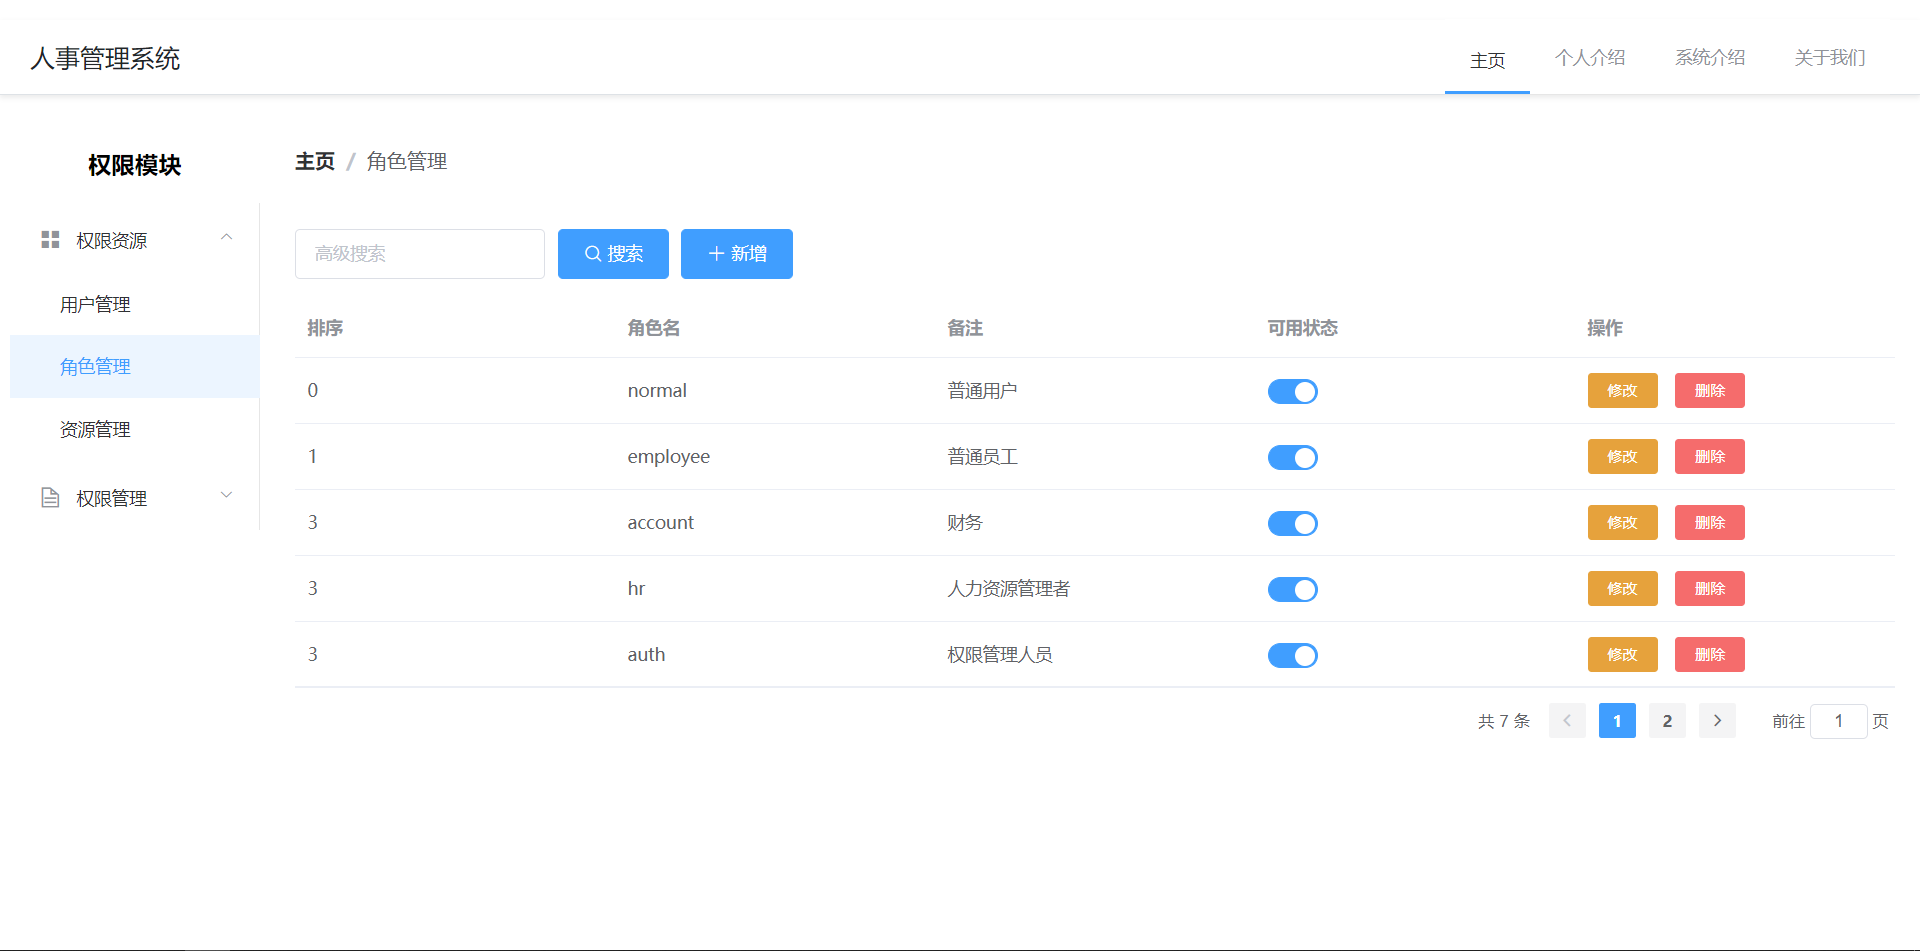 人事管理系统
主页 个人介绍 系统介绍 关于我们
权限模块
权限资源
用户管理
角色管理
资源管理
权限管理
主页 / 角色管理
高级搜索 搜索 新增
排序 角色名 备注 可用状态 操作
0 normal 普通用户 修改 删除
1 employee 普通员工 修改 删除
3 account 财务 修改 删除
3 hr 人力资源管理者 修改 删除
3 auth 权限管理人员 修改 删除
共 7 条 1 2 前往 1 页